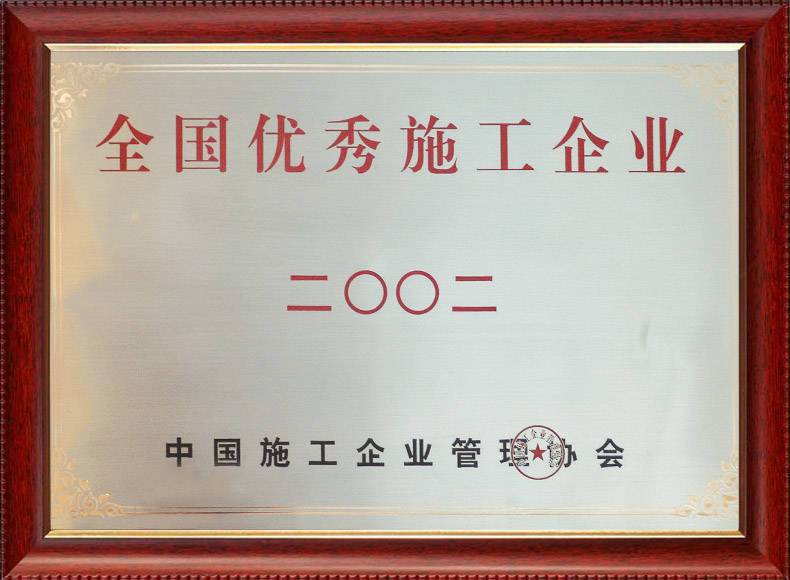 全国优秀施工企业
二〇〇二
中国施工企业管理协会